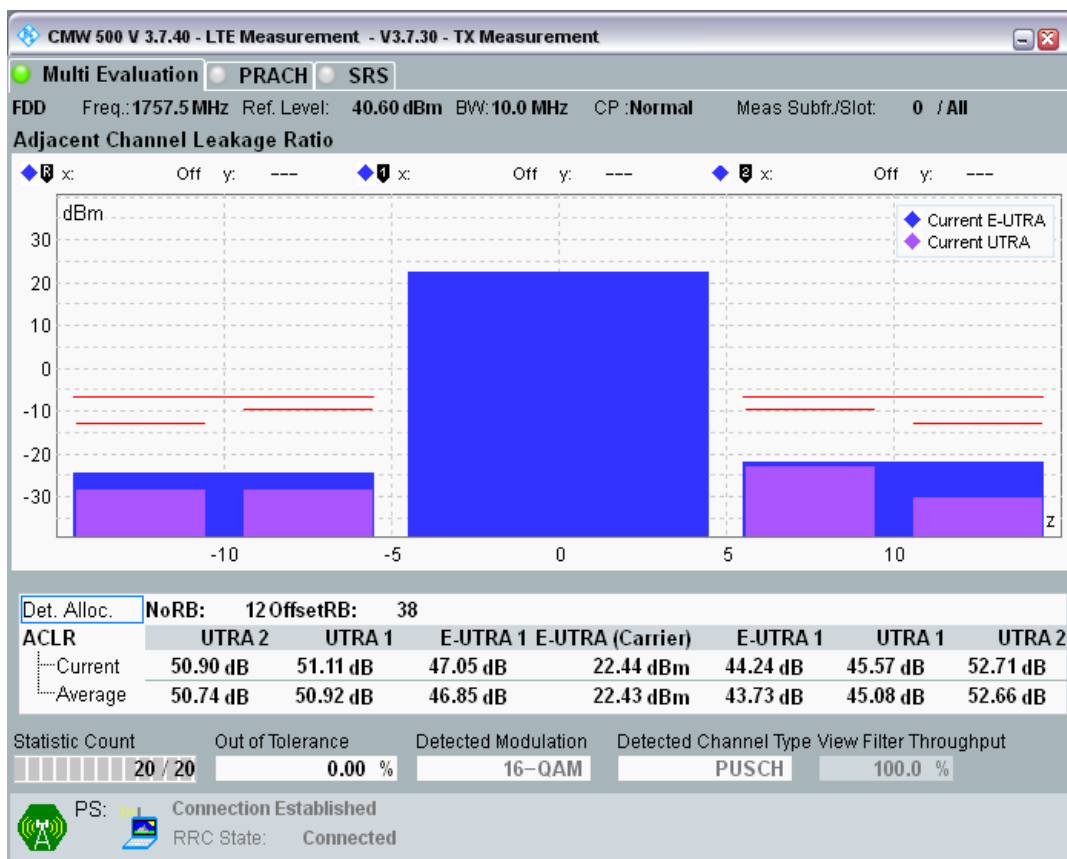 CMW 500 V 3.7.40 - LTE Measurement - V3.7.30 - TX Measurement
Multi Evaluation PRACH SRS
FDD Freq.: 1757.5 MHz Ref. Level: 40.60 dBm BW: 10.0 MHz CP :Normal Meas Subfr./Slot: 0 / All
Adjacent Channel Leakage Ratio
R x: Off y: --- 1 x: Off y: --- 2 x: Off y: ---
dBm
Current E-UTRA
Current UTRA
30
20
10
0
-10
-20
-30
z
-10 -5 0 5 10
Det. Alloc. NoRB: 12 OffsetRB: 38
ACLR UTRA 2 UTRA 1 E-UTRA 1 E-UTRA (Carrier) E-UTRA 1 UTRA 1 UTRA 2
Current 50.90 dB 51.11 dB 47.05 dB 22.44 dBm 44.24 dB 45.57 dB 52.71 dB
Average 50.74 dB 50.92 dB 46.85 dB 22.43 dBm 43.73 dB 45.08 dB 52.66 dB
Statistic Count Out of Tolerance Detected Modulation Detected Channel Type View Filter Throughput
20 / 20 0.00 % 16-QAM PUSCH 100.0 %
PS: Connection Established
RRC State: Connected